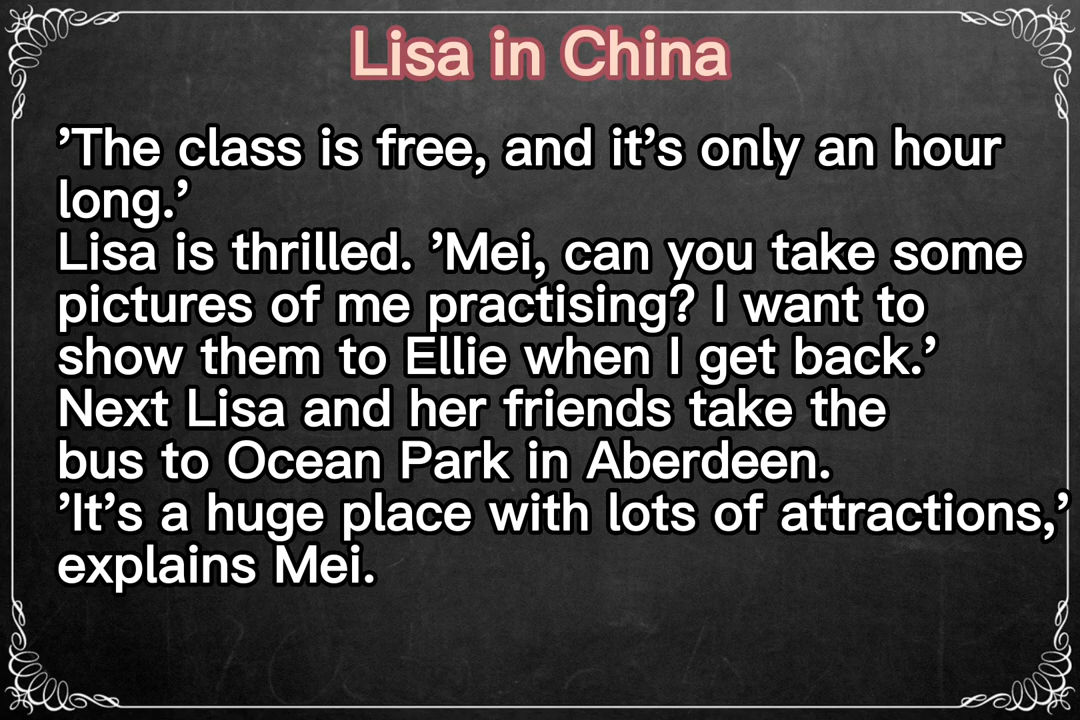 Lisa in China
’The class is free, and it’s only an hour
long.’
Lisa is thrilled. ’Mei, can you take some
pictures of me practising? I want to
show them to Ellie when I get back.’
Next Lisa and her friends take the
bus to Ocean Park in Aberdeen.
’It’s a huge place with lots of attractions,’
explains Mei.